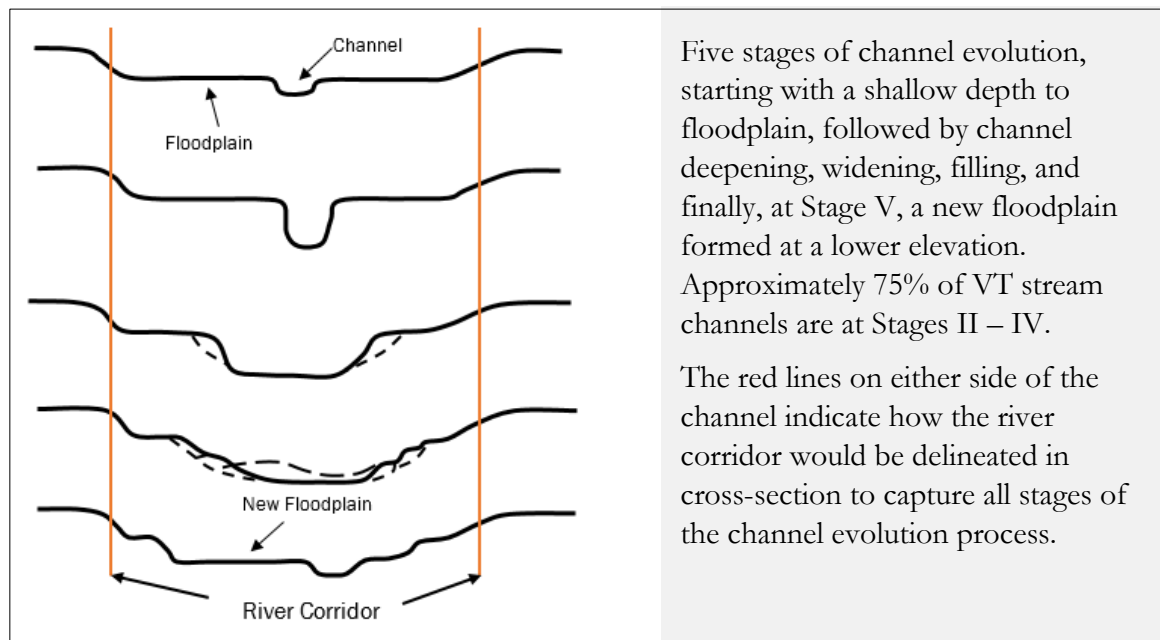 Channel
Floodplain
New Floodplain
River Corridor
Five stages of channel evolution,
starting with a shallow depth to
floodplain, followed by channel
deepening, widening, filling, and
finally, at Stage V, a new floodplain
formed at a lower elevation.
Approximately 75% of VT stream
channels are at Stages II – IV.
The red lines on either side of the
channel indicate how the river
corridor would be delineated in
cross-section to capture all stages of
the channel evolution process.